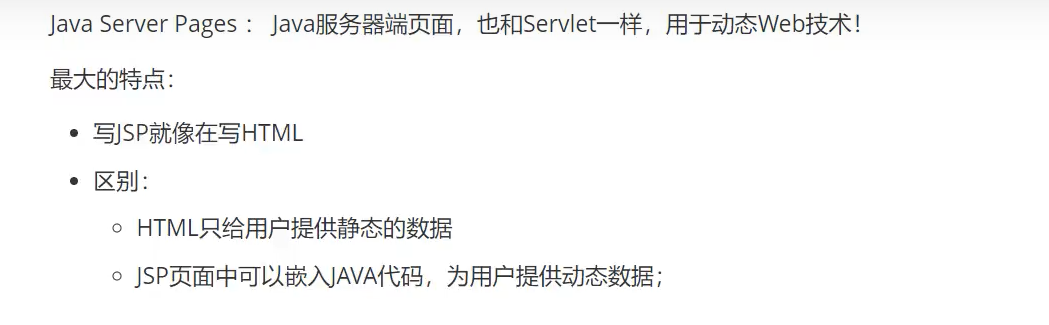 Java Server Pages ： Java服务器端页面，也和Servlet一样，用于动态Web技术！
最大的特点：
• 写JSP就像在写HTML
• 区别：
◦ HTML只给用户提供静态的数据
◦ JSP页面中可以嵌入JAVA代码，为用户提供动态数据；